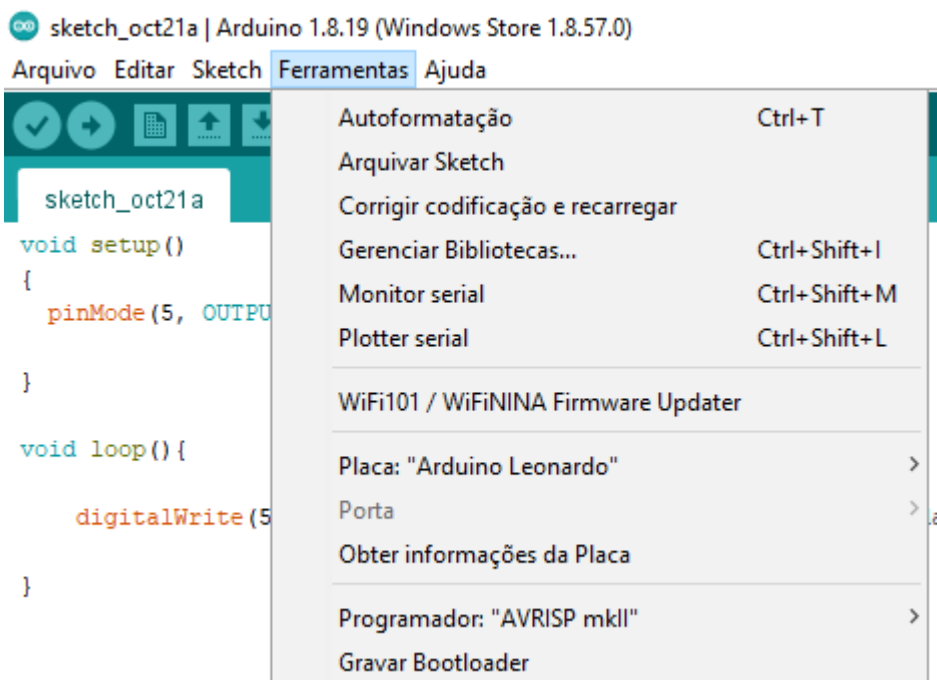 sketch_oct21a | Arduino 1.8.19 (Windows Store 1.8.57.0)
Arquivo Editar Sketch Ferramentas Ajuda
sketch_oct21a
void setup()
{
pinMode(5, OUTPU
}
void loop(){
digitalWrite(5
}
Autoformatação Ctrl+T
Arquivar Sketch
Corrigir codificação e recarregar
Gerenciar Bibliotecas... Ctrl+Shift+I
Monitor serial Ctrl+Shift+M
Plotter serial Ctrl+Shift+L
WiFi101 / WiFiNINA Firmware Updater
Placa: "Arduino Leonardo"
Porta
Obter informações da Placa
Programador: "AVRISP mkII"
Gravar Bootloader